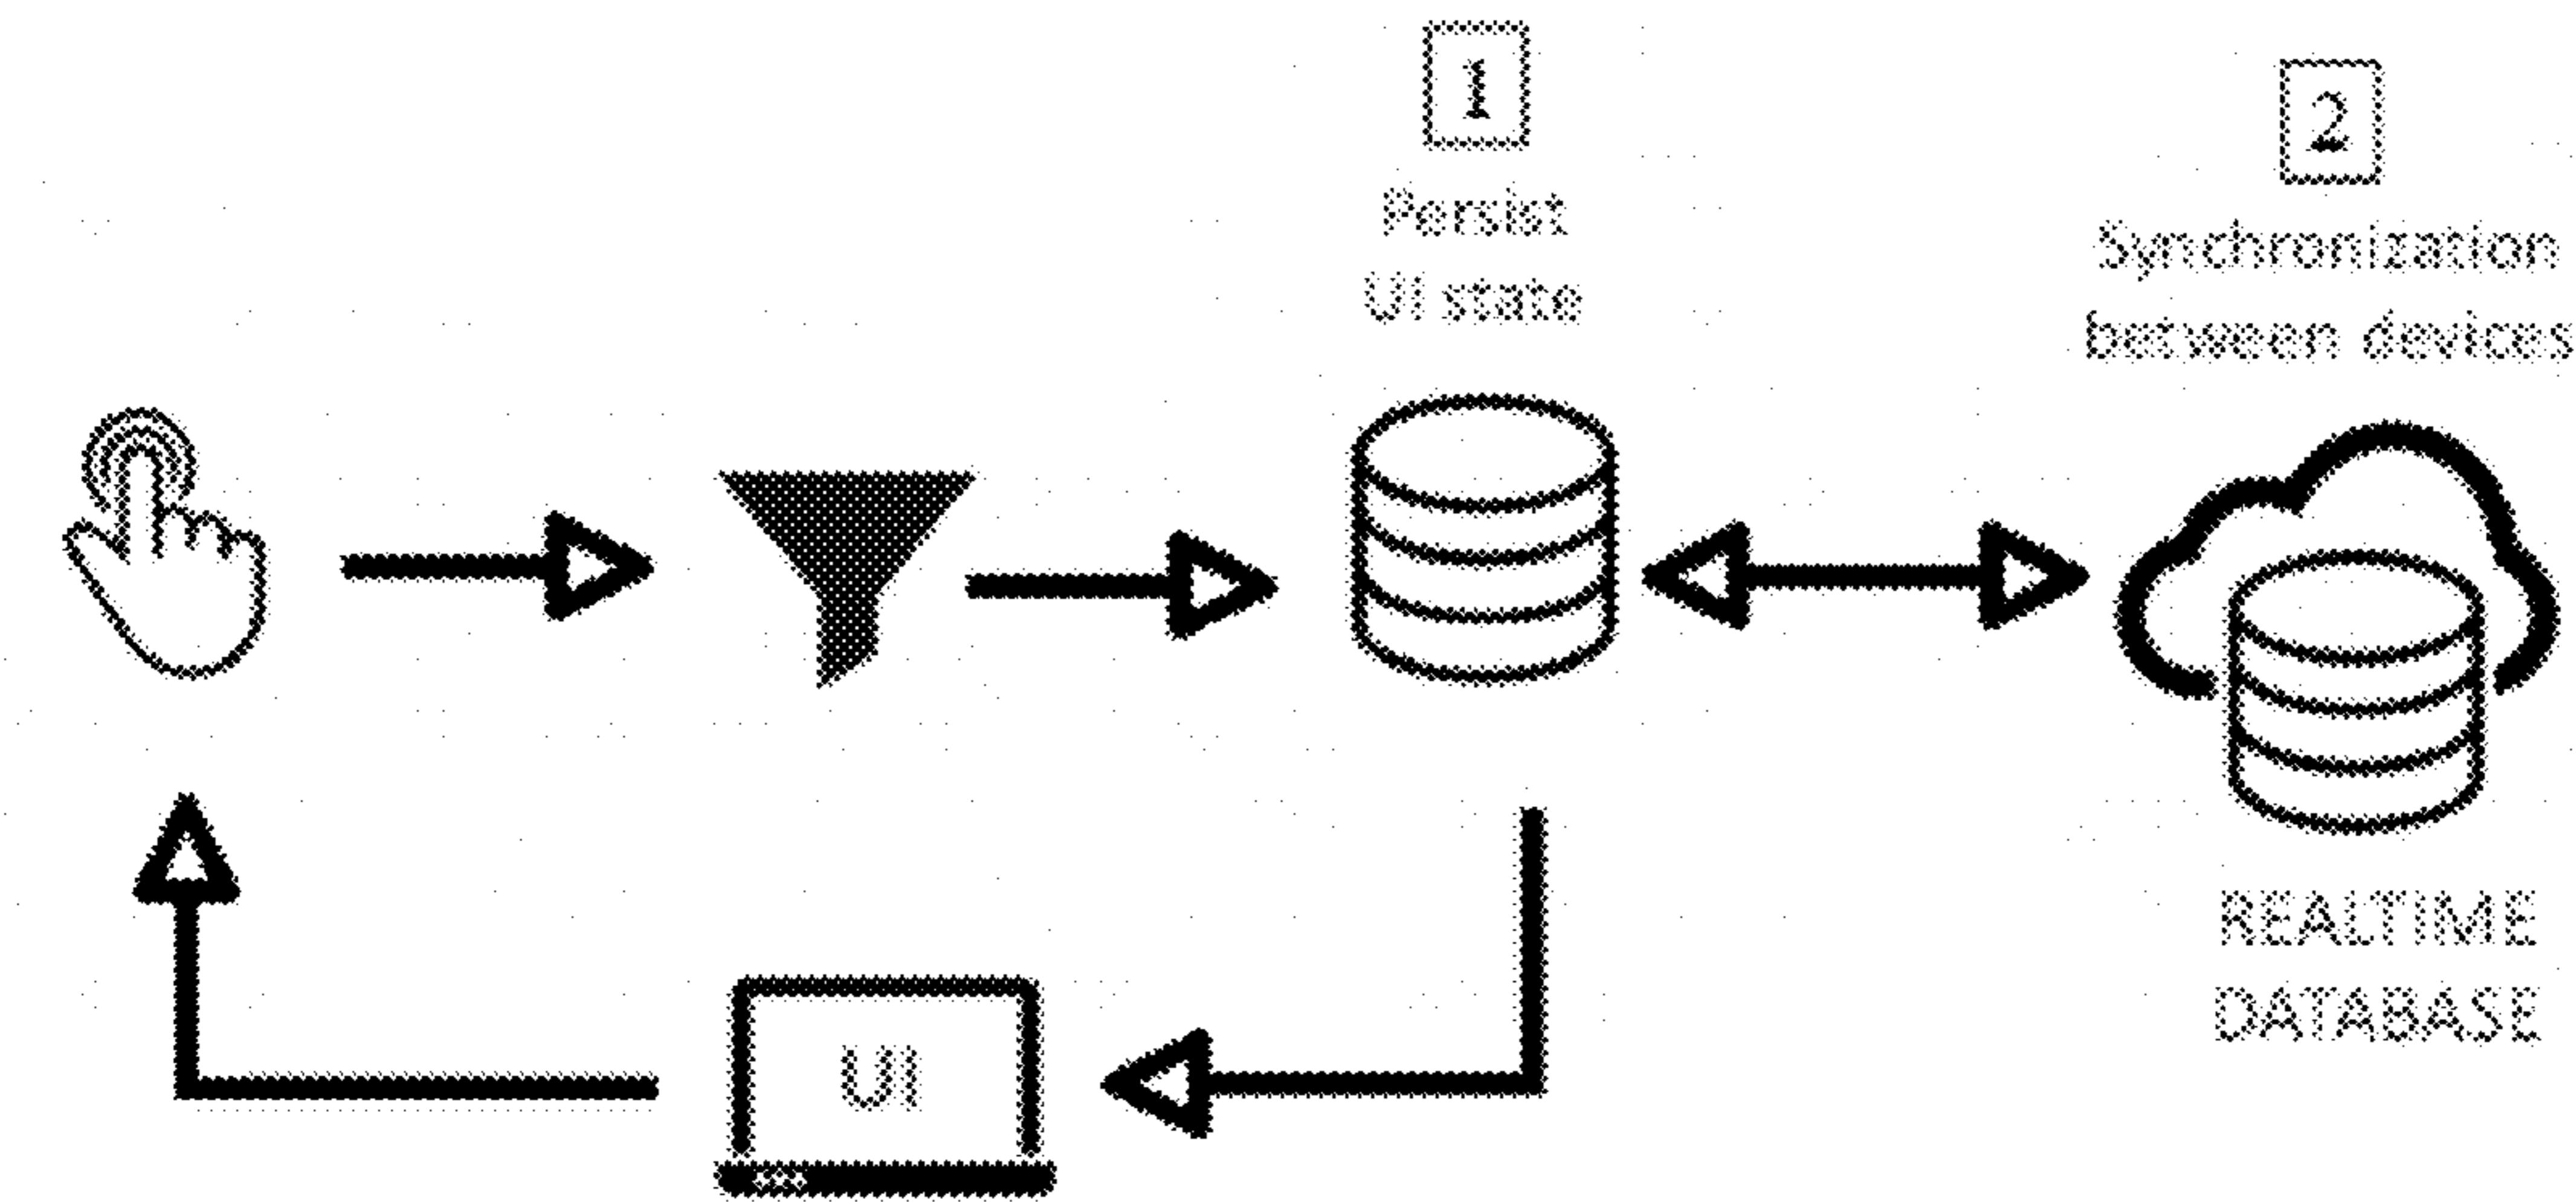 1
Persist
UI state
2
Synchronization
between devices
REALTIME
DATABASE
UI